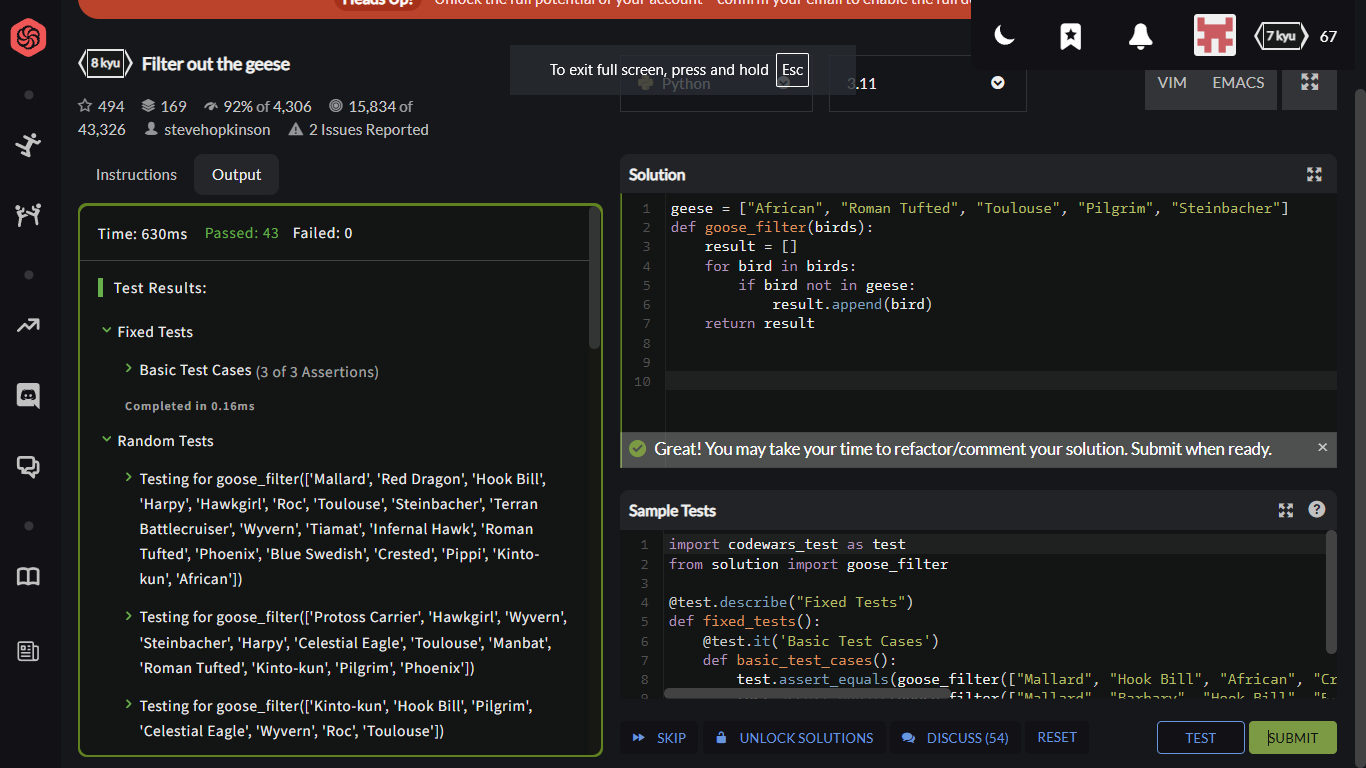 Heads Up! Unlock the full potential of your account - confirm your email to enable the full
8 kyu Filter out the geese
494 169 92% of 4,306 15,834 of
43,326 stevehopkinson 2 Issues Reported
Instructions Output
Time: 630ms Passed: 43 Failed: 0
Test Results:
Fixed Tests
Basic Test Cases (3 of 3 Assertions)
Completed in 0.16ms
Random Tests
Testing for goose_filter(['Mallard', 'Red Dragon', 'Hook Bill',
'Harpy', 'Hawkgirl', 'Roc', 'Toulouse', 'Steinbacher', 'Terran
Battlecruiser', 'Wyvern', 'Tiamat', 'Infernal Hawk', 'Roman
Tufted', 'Phoenix', 'Blue Swedish', 'Crested', 'Pippi', 'Kinto-
kun', 'African'])
Testing for goose_filter(['Protoss Carrier', 'Hawkgirl', 'Wyvern',
'Steinbacher', 'Harpy', 'Celestial Eagle', 'Toulouse', 'Manbat',
'Roman Tufted', 'Kinto-kun', 'Pilgrim', 'Phoenix'])
Testing for goose_filter(['Kinto-kun', 'Hook Bill', 'Pilgrim',
'Celestial Eagle', 'Wyvern', 'Roc', 'Toulouse'])
To exit full screen, press and hold Esc
7 kyu 67
Python 3.11 VIM EMACS
Solution
1 geese = ["African", "Roman Tufted", "Toulouse", "Pilgrim", "Steinbacher"]
2 def goose_filter(birds):
3 result = []
4 for bird in birds:
5 if bird not in geese:
6 result.append(bird)
7 return result
8
9
10
Great! You may take your time to refactor/comment your solution. Submit when ready. ×
Sample Tests ?
1 import codewars_test as test
2 from solution import goose_filter
3
4 @test.describe("Fixed Tests")
5 def fixed_tests():
6 @test.it('Basic Test Cases')
7 def basic_test_cases():
8 test.assert_equals(goose_filter(["Mallard", "Hook Bill", "African", "Cr
9 filter(["Mallard", "Barbary", "Hook Bill",
SKIP UNLOCK SOLUTIONS DISCUSS (54) RESET TEST SUBMIT